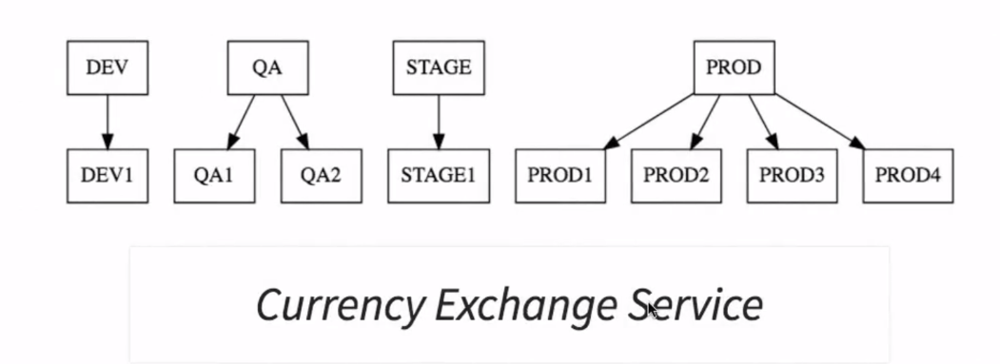 DEV QA STAGE PROD
DEV1 QA1 QA2 STAGE1 PROD1 PROD2 PROD3 PROD4
Currency Exchange Service